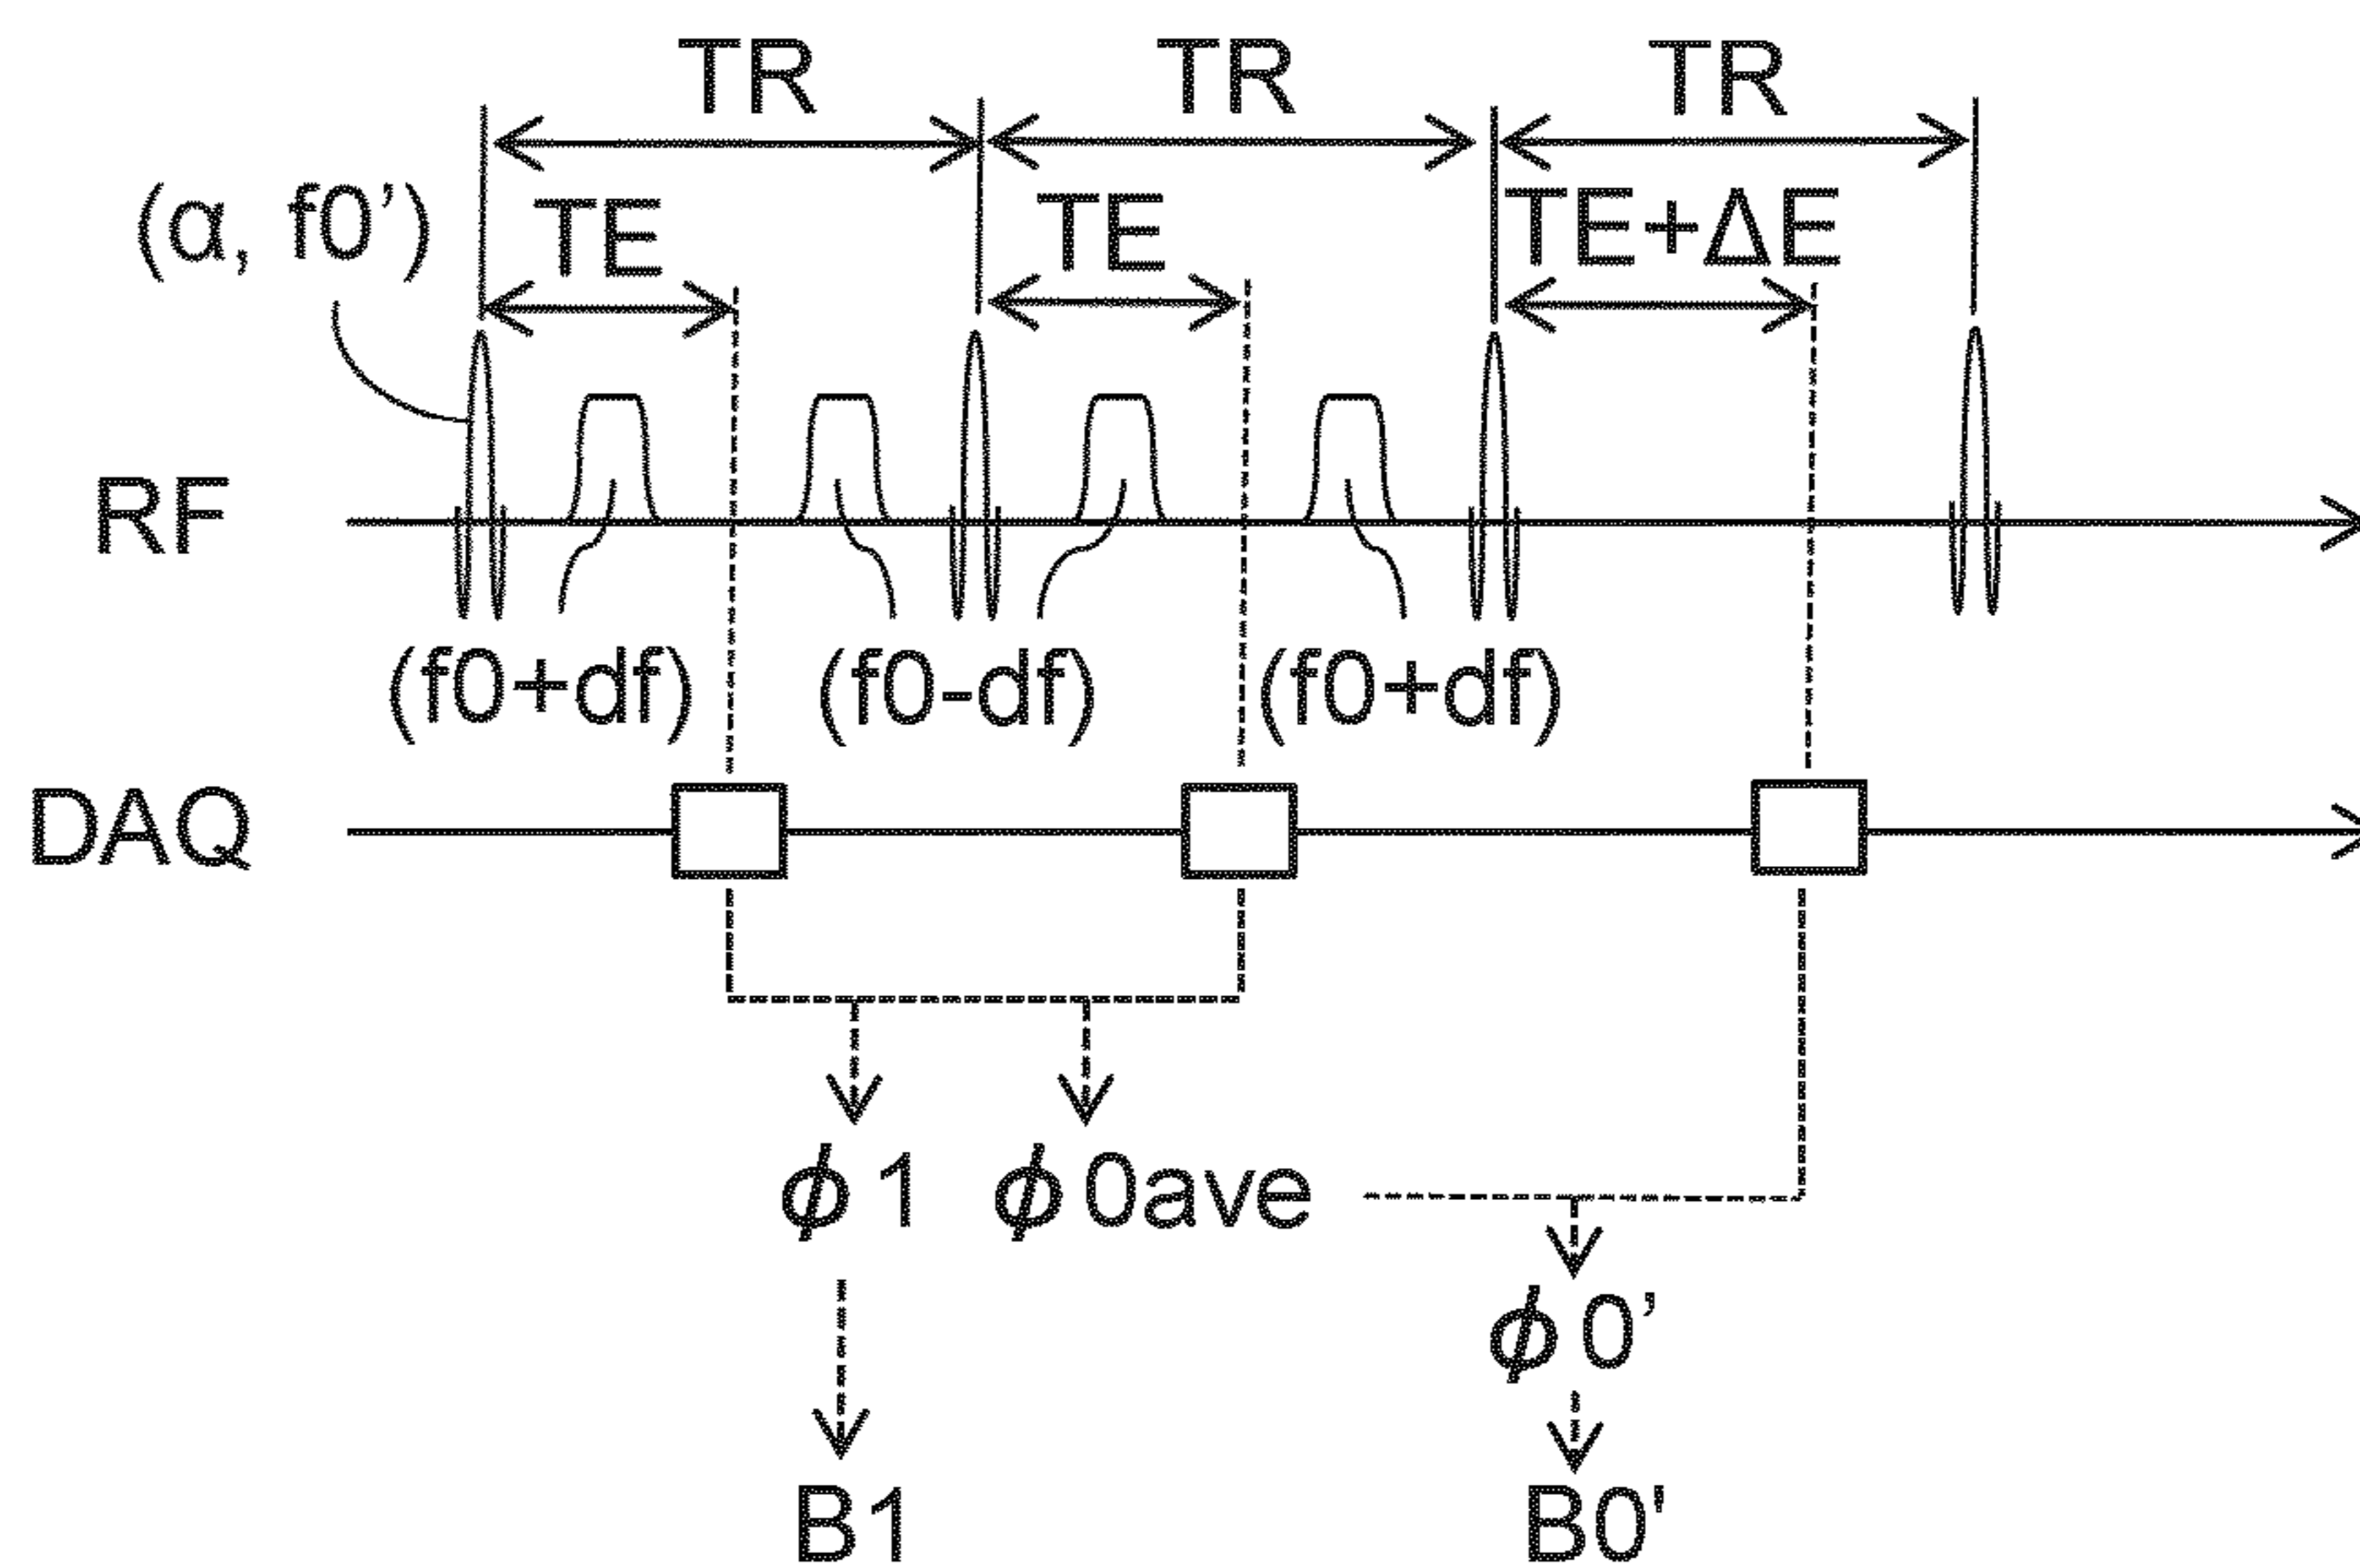 TR TR TR
(α, f0’) TE TE TE+ΔE
RF
(f0+df) (f0-df) (f0+df)
DAQ
ϕ1 ϕ0ave
ϕ0’
B1 B0'